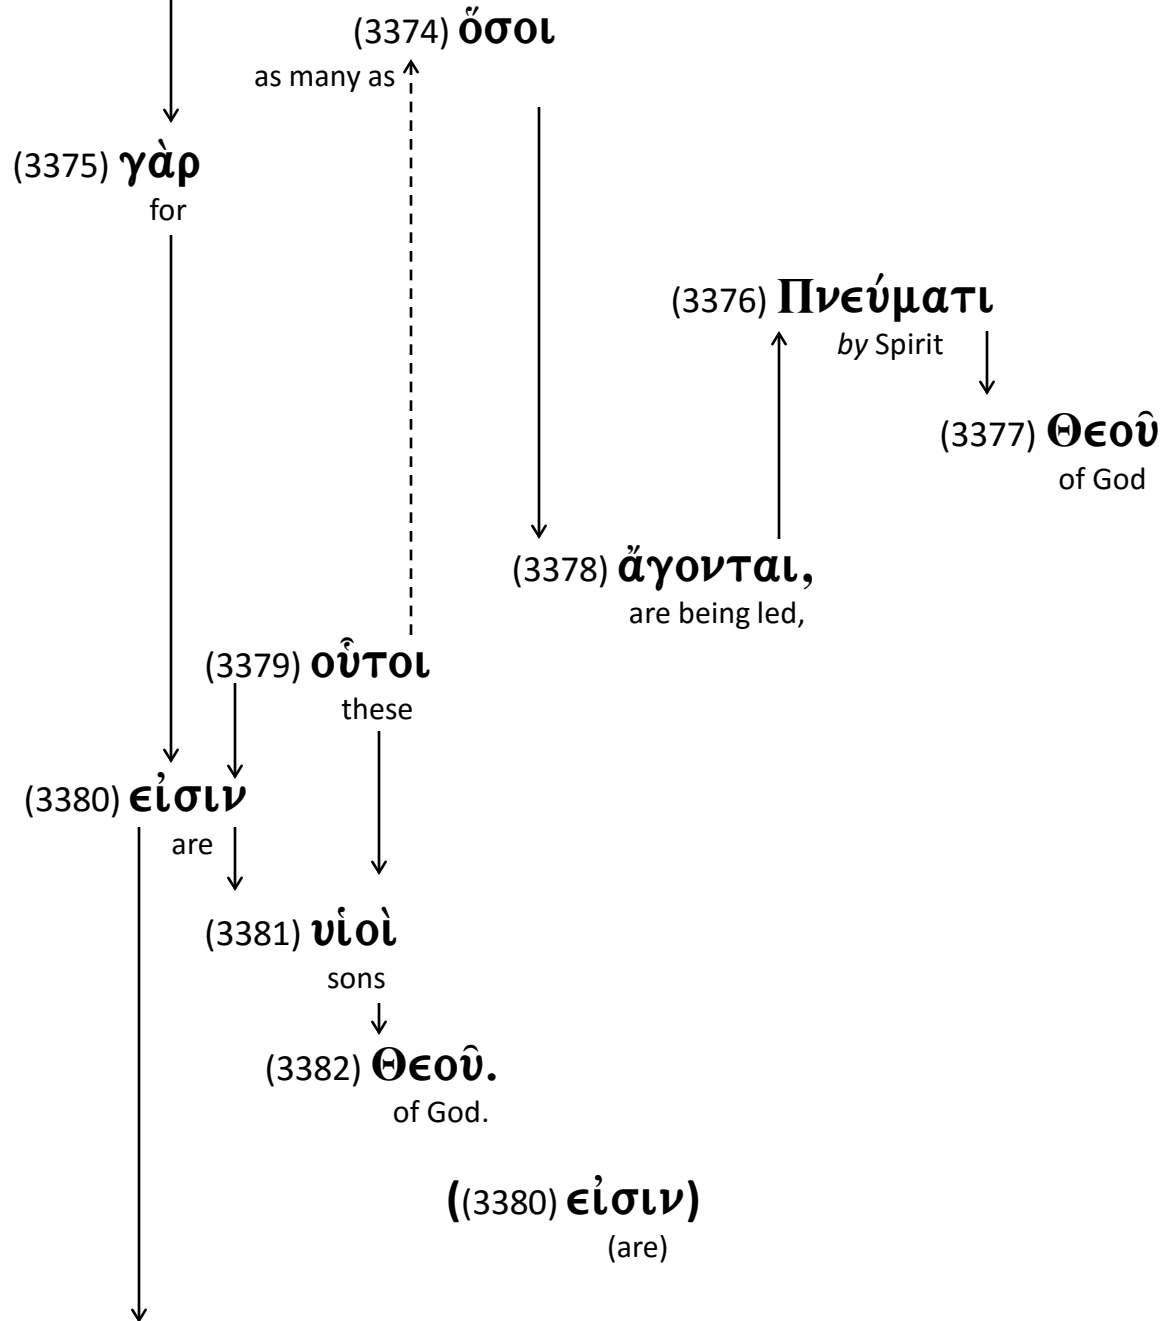 (3374) ὅσοι
as many as
(3375) γὰρ
for
(3376) Πνεύματι
by Spirit
(3377) Θεοῦ
of God
(3378) ἄγονται,
are being led,
(3379) οὗτοι
these
(3380) εἰσιν
are
(3381) υἱοὶ
sons
(3382) Θεοῦ.
of God.
((3380) εἰσιν)
(are)